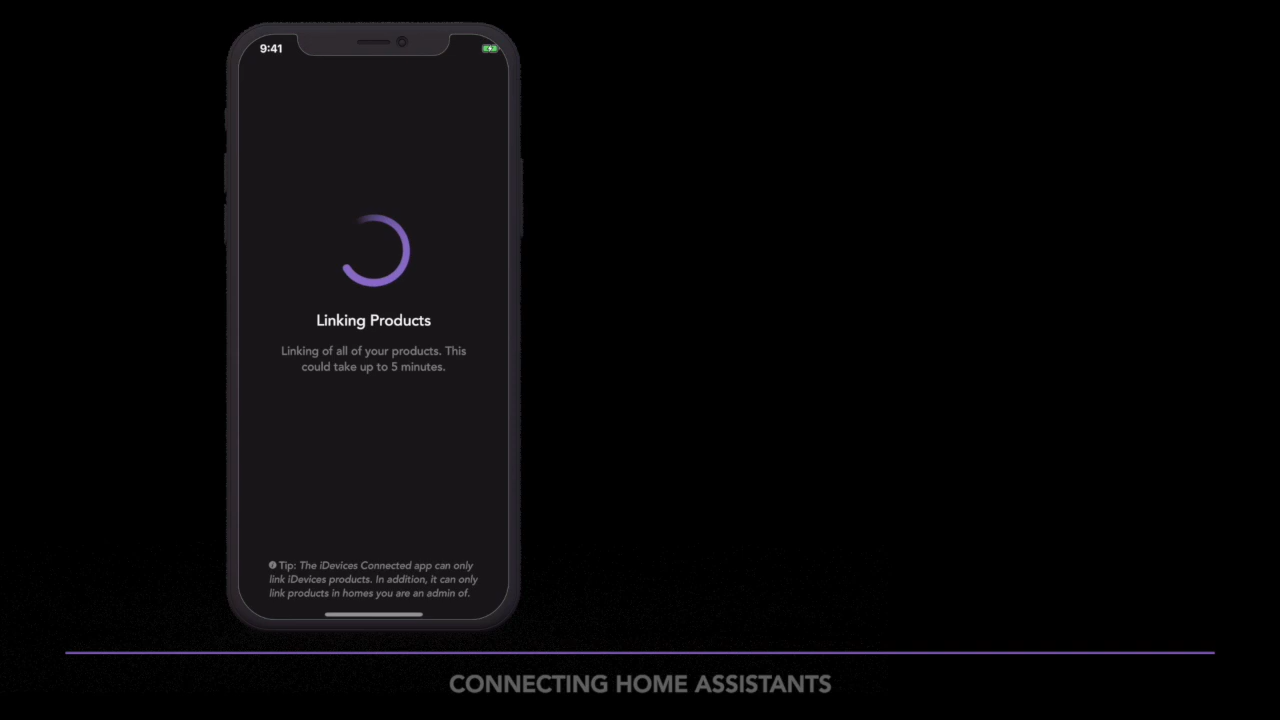 9:41
Linking Products
Linking of all of your products. This
could take up to 5 minutes.
Tip: The iDevices Connected app can only
link iDevices products. In addition, it can only
link products in homes you are an admin of.
CONNECTING HOME ASSISTANTS